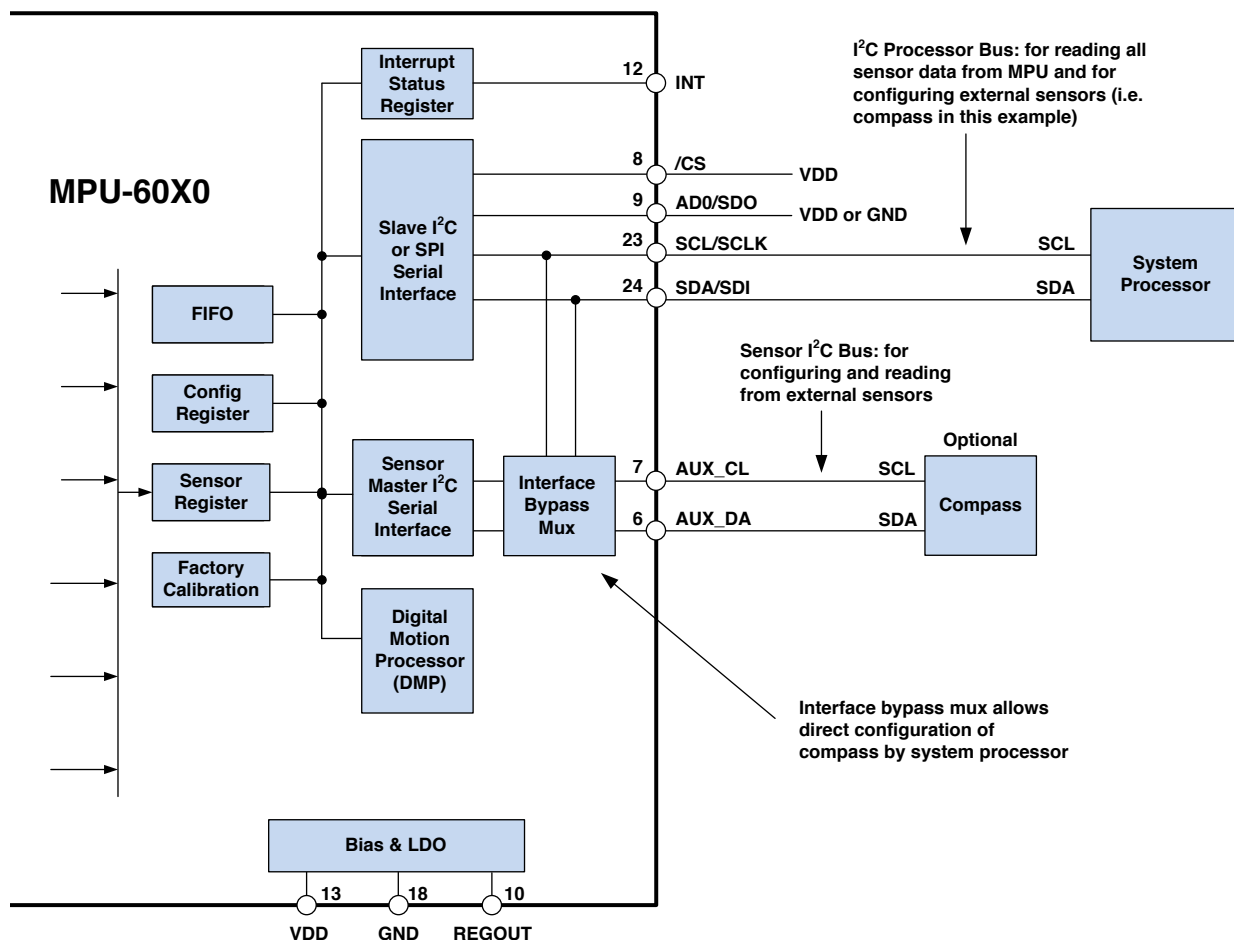 MPU-60X0
Interrupt
Status
Register
12
INT
Slave I²C
or SPI
Serial
Interface
8
/CS
VDD
9
AD0/SDO
VDD or GND
23
SCL/SCLK
SCL
24
SDA/SDI
SDA
System
Processor
I²C Processor Bus: for reading all
sensor data from MPU and for
configuring external sensors (i.e.
compass in this example)
FIFO
Config
Register
Sensor
Register
Factory
Calibration
Sensor
Master I²C
Serial
Interface
Interface
Bypass
Mux
7
AUX_CL
SCL
6
AUX_DA
SDA
Optional
Compass
Sensor I²C Bus: for
configuring and reading
from external sensors
Digital
Motion
Processor
(DMP)
Interface bypass mux allows
direct configuration of
compass by system processor
Bias & LDO
13
18
10
VDD
GND
REGOUT